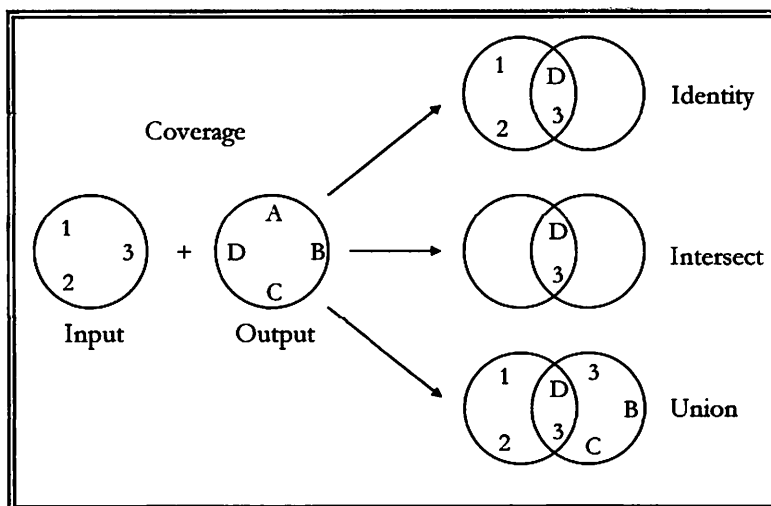 Coverage
1
2
3
Input
+
A
D
B
C
Output
1
2
D
3
Identity
D
3
Intersect
1
2
D
3
3
B
C
Union